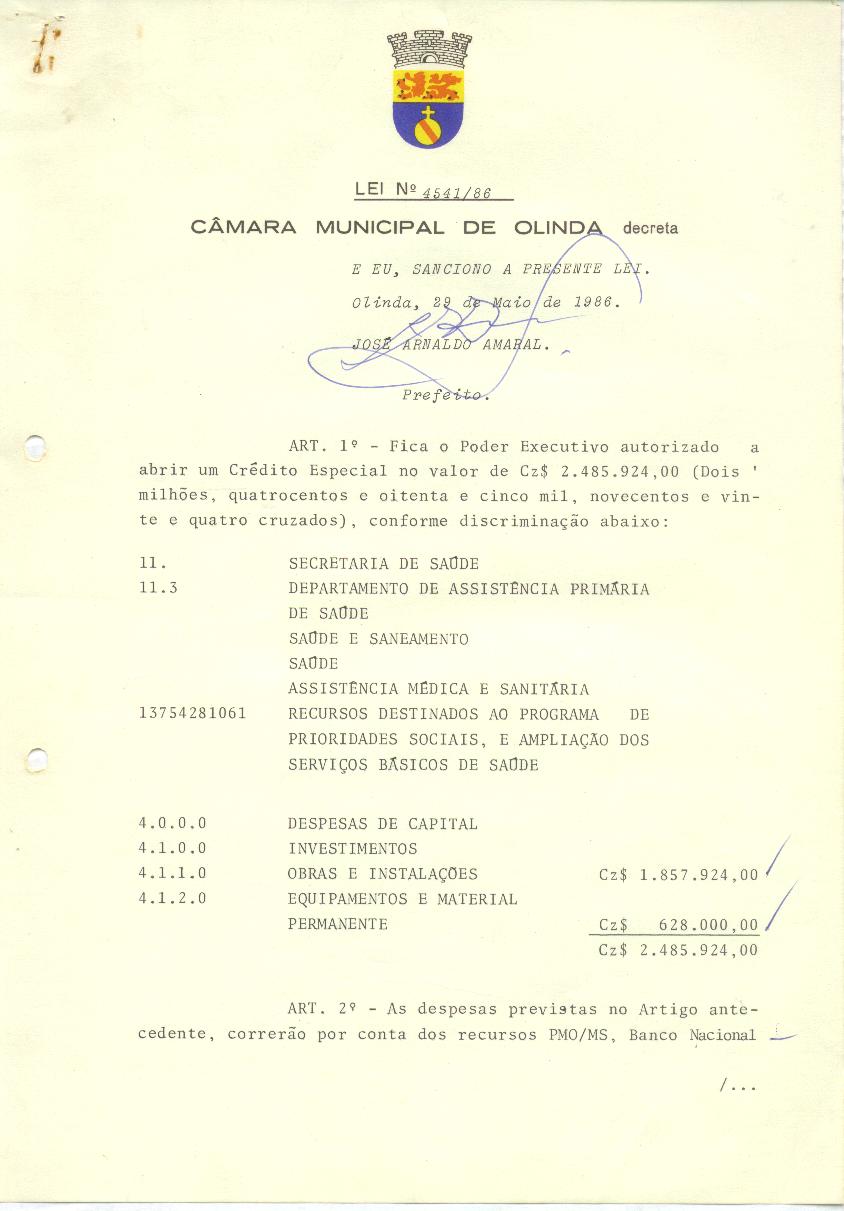 LEI Nº 4541/86
CÂMARA MUNICIPAL DE OLINDA decreta
E EU, SANCIONO A PRESENTE LEI.
Olinda, 29 de Maio de 1986.
JOSÉ ARNALDO AMARAL.
Prefeito.
ART. 1º - Fica o Poder Executivo autorizado a
abrir um Crédito Especial no valor de Cz$ 2.485.924,00 (Dois '
milhões, quatrocentos e oitenta e cinco mil, novecentos e vin-
te e quatro cruzados), conforme discriminação abaixo:
11. SECRETARIA DE SAÚDE
11.3 DEPARTAMENTO DE ASSISTÊNCIA PRIMÁRIA
DE SAÚDE
SAÚDE E SANEAMENTO
SAÚDE
ASSISTÊNCIA MÉDICA E SANITÁRIA
13754281061 RECURSOS DESTINADOS AO PROGRAMA DE
PRIORIDADES SOCIAIS, E AMPLIAÇÃO DOS
SERVIÇOS BÁSICOS DE SAÚDE
4.0.0.0 DESPESAS DE CAPITAL
4.1.0.0 INVESTIMENTOS
4.1.1.0 OBRAS E INSTALAÇÕES Cz$ 1.857.924,00
4.1.2.0 EQUIPAMENTOS E MATERIAL
PERMANENTE Cz$ 628.000,00
Cz$ 2.485.924,00
ART. 2º - As despesas previstas no Artigo ante-
cedente, correrão por conta dos recursos PMO/MS, Banco Nacional
/...